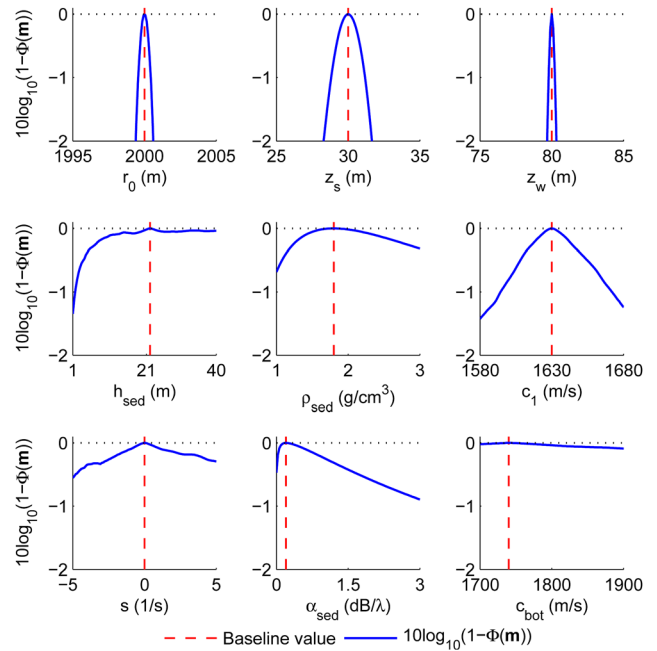 10log10(1−Φ(m))
0
−1
−2
1995 2000 2005
r0 (m)
25 30 35
zs (m)
0
−1
−2
75 80 85
zw (m)
0
−1
−2
10log10(1−Φ(m))
0
−1
−2
1 21 40
hsed (m)
0
−1
−2
1 2 3
ρsed (g/cm3)
0
−1
−2
1580 1630 1680
c1 (m/s)
10log10(1−Φ(m))
0
−1
−2
−5 0 5
s (1/s)
0
−1
−2
0 1.5 3
αsed (dB/λ)
0
−1
−2
1700 1800 1900
cbot (m/s)
Baseline value 10log10(1−Φ(m))